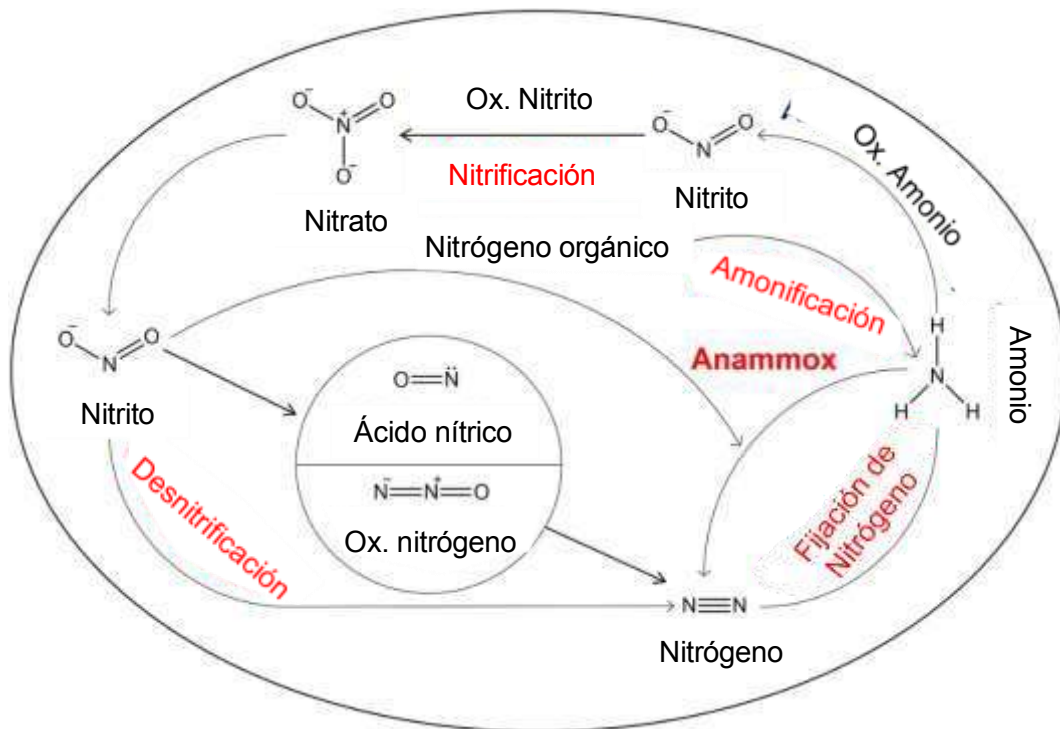 Ox. Nitrito
O⁻
N⁺
O
O⁻
Nitrificación
Nitrato
O⁻
N
O
Nitrito
Ox. Amonio
Nitrógeno orgánico
Amonificación
Anammox
H
N
H
H
Amonio
O⁻
N
O
Nitrito
O
N̈
Ácido nítrico
N⁻
N⁺
O
Ox. nitrógeno
Desnitrificación
Fijación de
Nitrógeno
N≡N
Nitrógeno